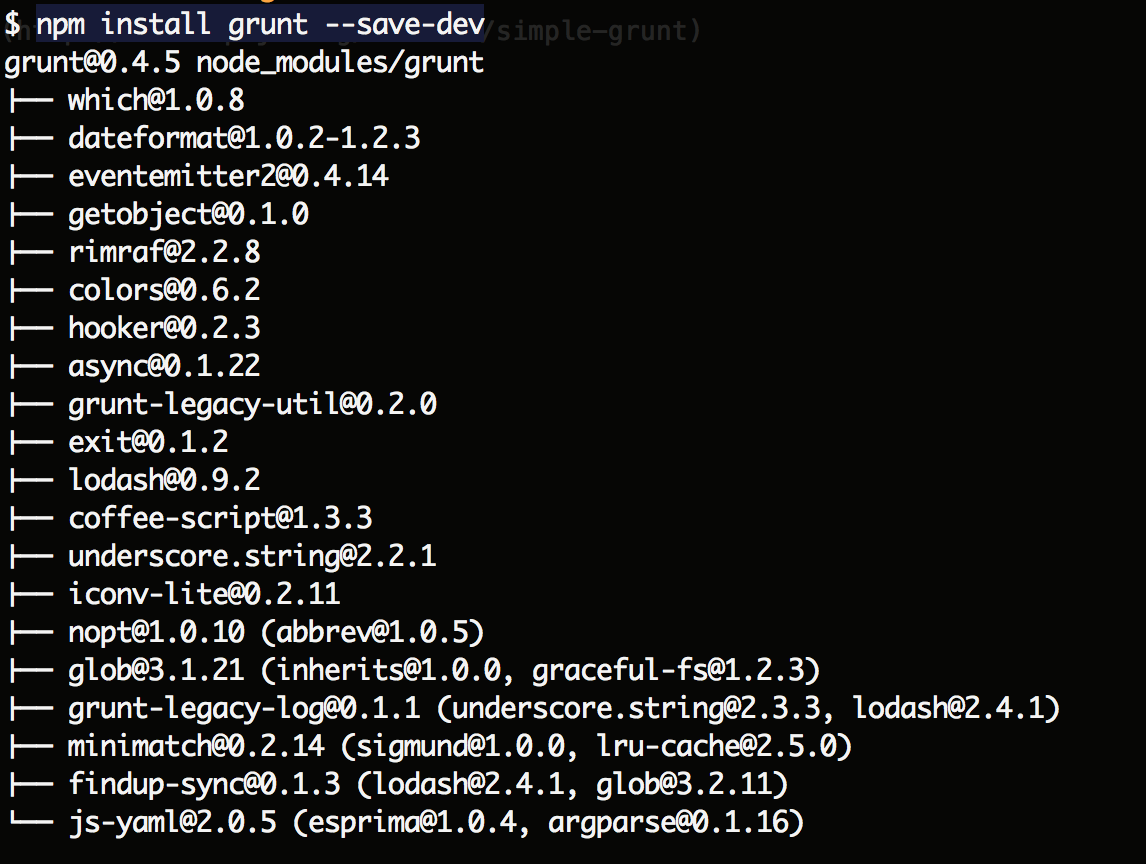 $ npm install grunt --save-dev /simple-grunt)
grunt@0.4.5 node_modules/grunt
├── which@1.0.8
├── dateformat@1.0.2-1.2.3
├── eventemitter2@0.4.14
├── getobject@0.1.0
├── rimraf@2.2.8
├── colors@0.6.2
├── hooker@0.2.3
├── async@0.1.22
├── grunt-legacy-util@0.2.0
├── exit@0.1.2
├── lodash@0.9.2
├── coffee-script@1.3.3
├── underscore.string@2.2.1
├── iconv-lite@0.2.11
├── nopt@1.0.10 (abbrev@1.0.5)
├── glob@3.1.21 (inherits@1.0.0, graceful-fs@1.2.3)
├── grunt-legacy-log@0.1.1 (underscore.string@2.3.3, lodash@2.4.1)
├── minimatch@0.2.14 (sigmund@1.0.0, lru-cache@2.5.0)
├── findup-sync@0.1.3 (lodash@2.4.1, glob@3.2.11)
└── js-yaml@2.0.5 (esprima@1.0.4, argparse@0.1.16)